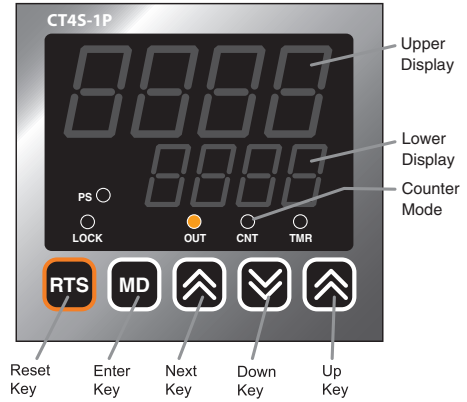 CT4S-1P
Upper
Display
Lower
Display
Counter
Mode
PS
LOCK
OUT
CNT
TMR
RTS
MD
Reset
Key
Enter
Key
Next
Key
Down
Key
Up
Key